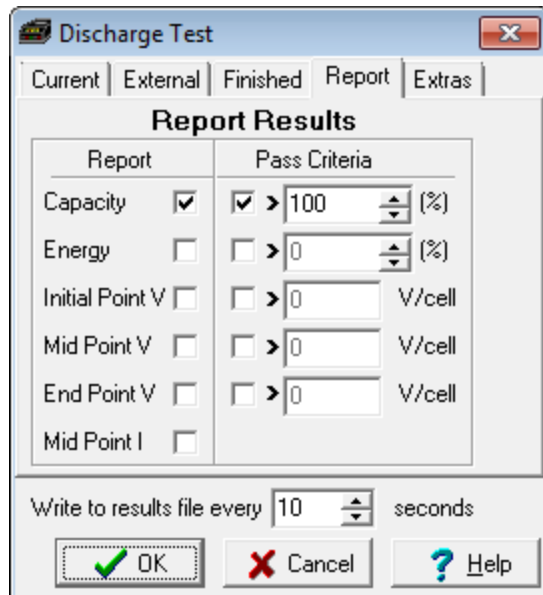 Discharge Test
Current External Finished Report Extras
Report Results
Report Pass Criteria
Capacity > 100 (%)
Energy > 0 (%)
Initial Point V > 0 V/cell
Mid Point V > 0 V/cell
End Point V > 0 V/cell
Mid Point I
Write to results file every 10 seconds
OK Cancel ? Help